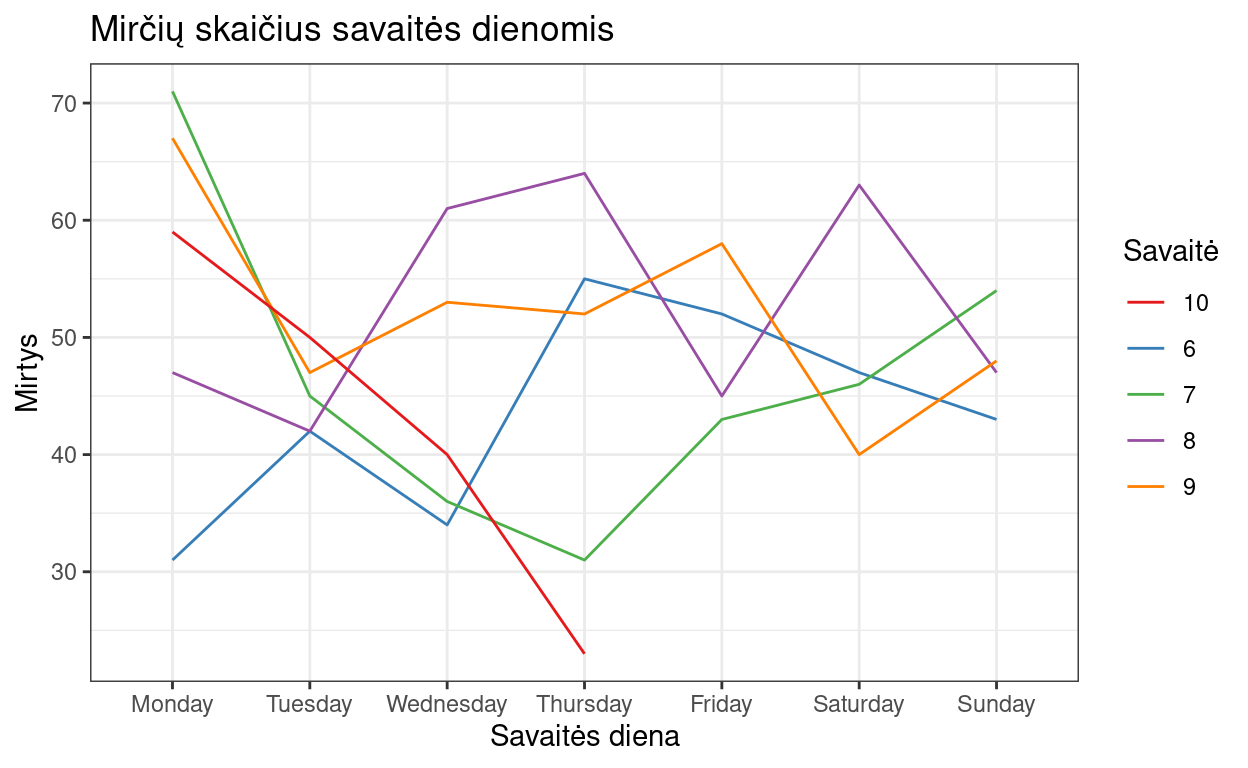 Mirčių skaičius savaitės dienomis
Mirtys
70
60
50
40
30
Monday Tuesday Wednesday Thursday Friday Saturday Sunday
Savaitės diena
Savaitė
10
6
7
8
9